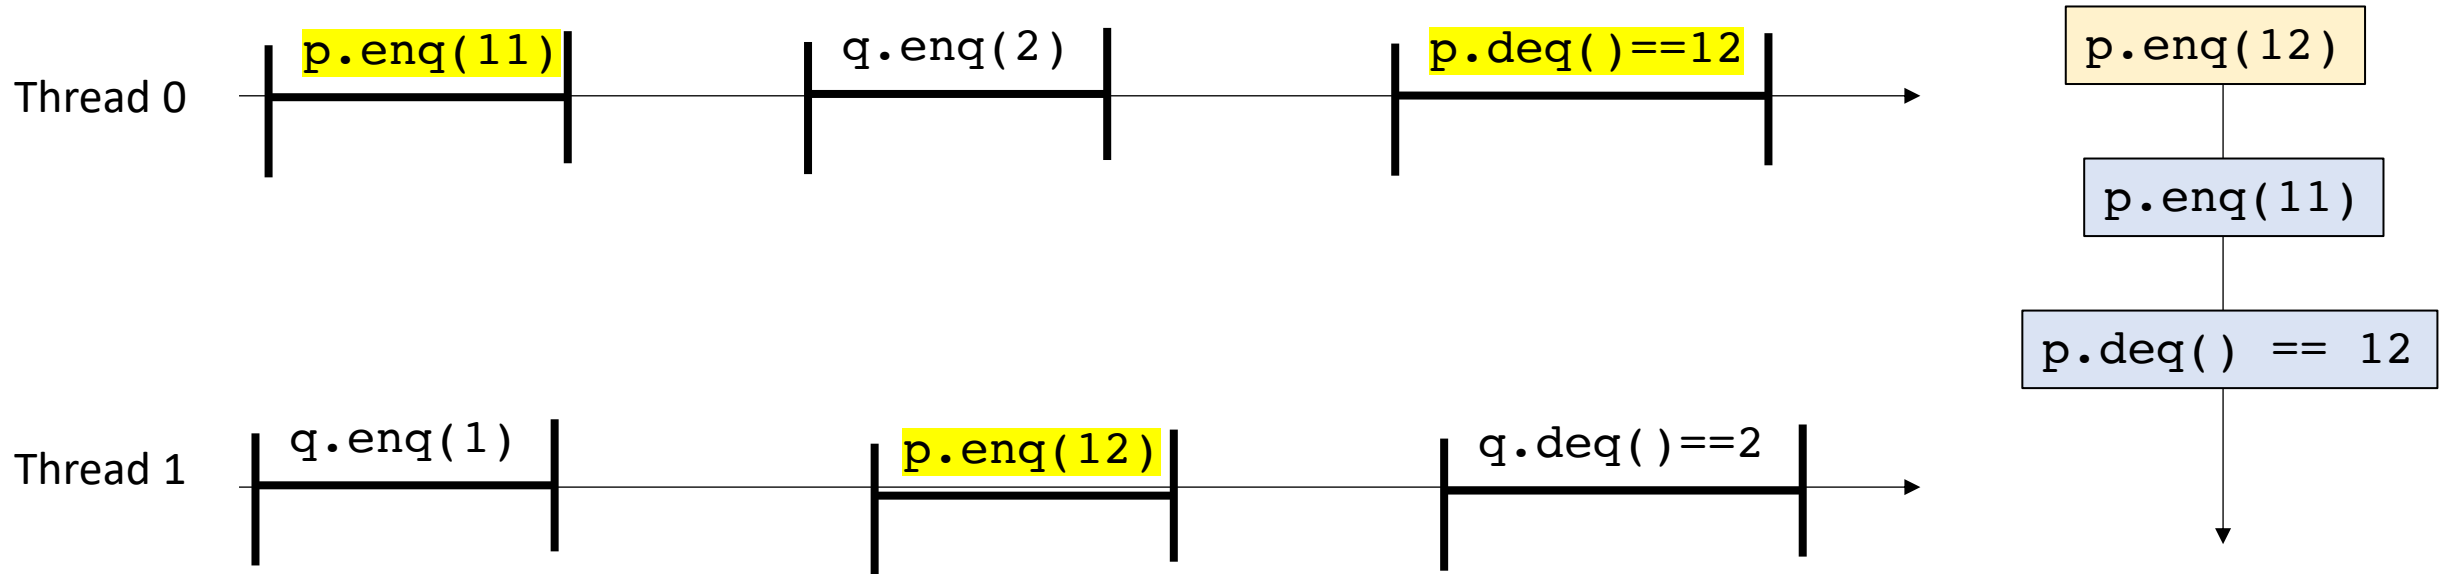 Thread 0
p.enq(11)
q.enq(2)
p.deq()==12
Thread 1
q.enq(1)
p.enq(12)
q.deq()==2
p.enq(12)
p.enq(11)
p.deq() == 12